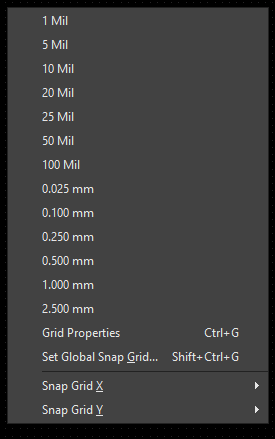 1 Mil
5 Mil
10 Mil
20 Mil
25 Mil
50 Mil
100 Mil
0.025 mm
0.100 mm
0.250 mm
0.500 mm
1.000 mm
2.500 mm
Grid Properties Ctrl+G
Set Global Snap Grid... Shift+Ctrl+G
Snap Grid X
Snap Grid Y